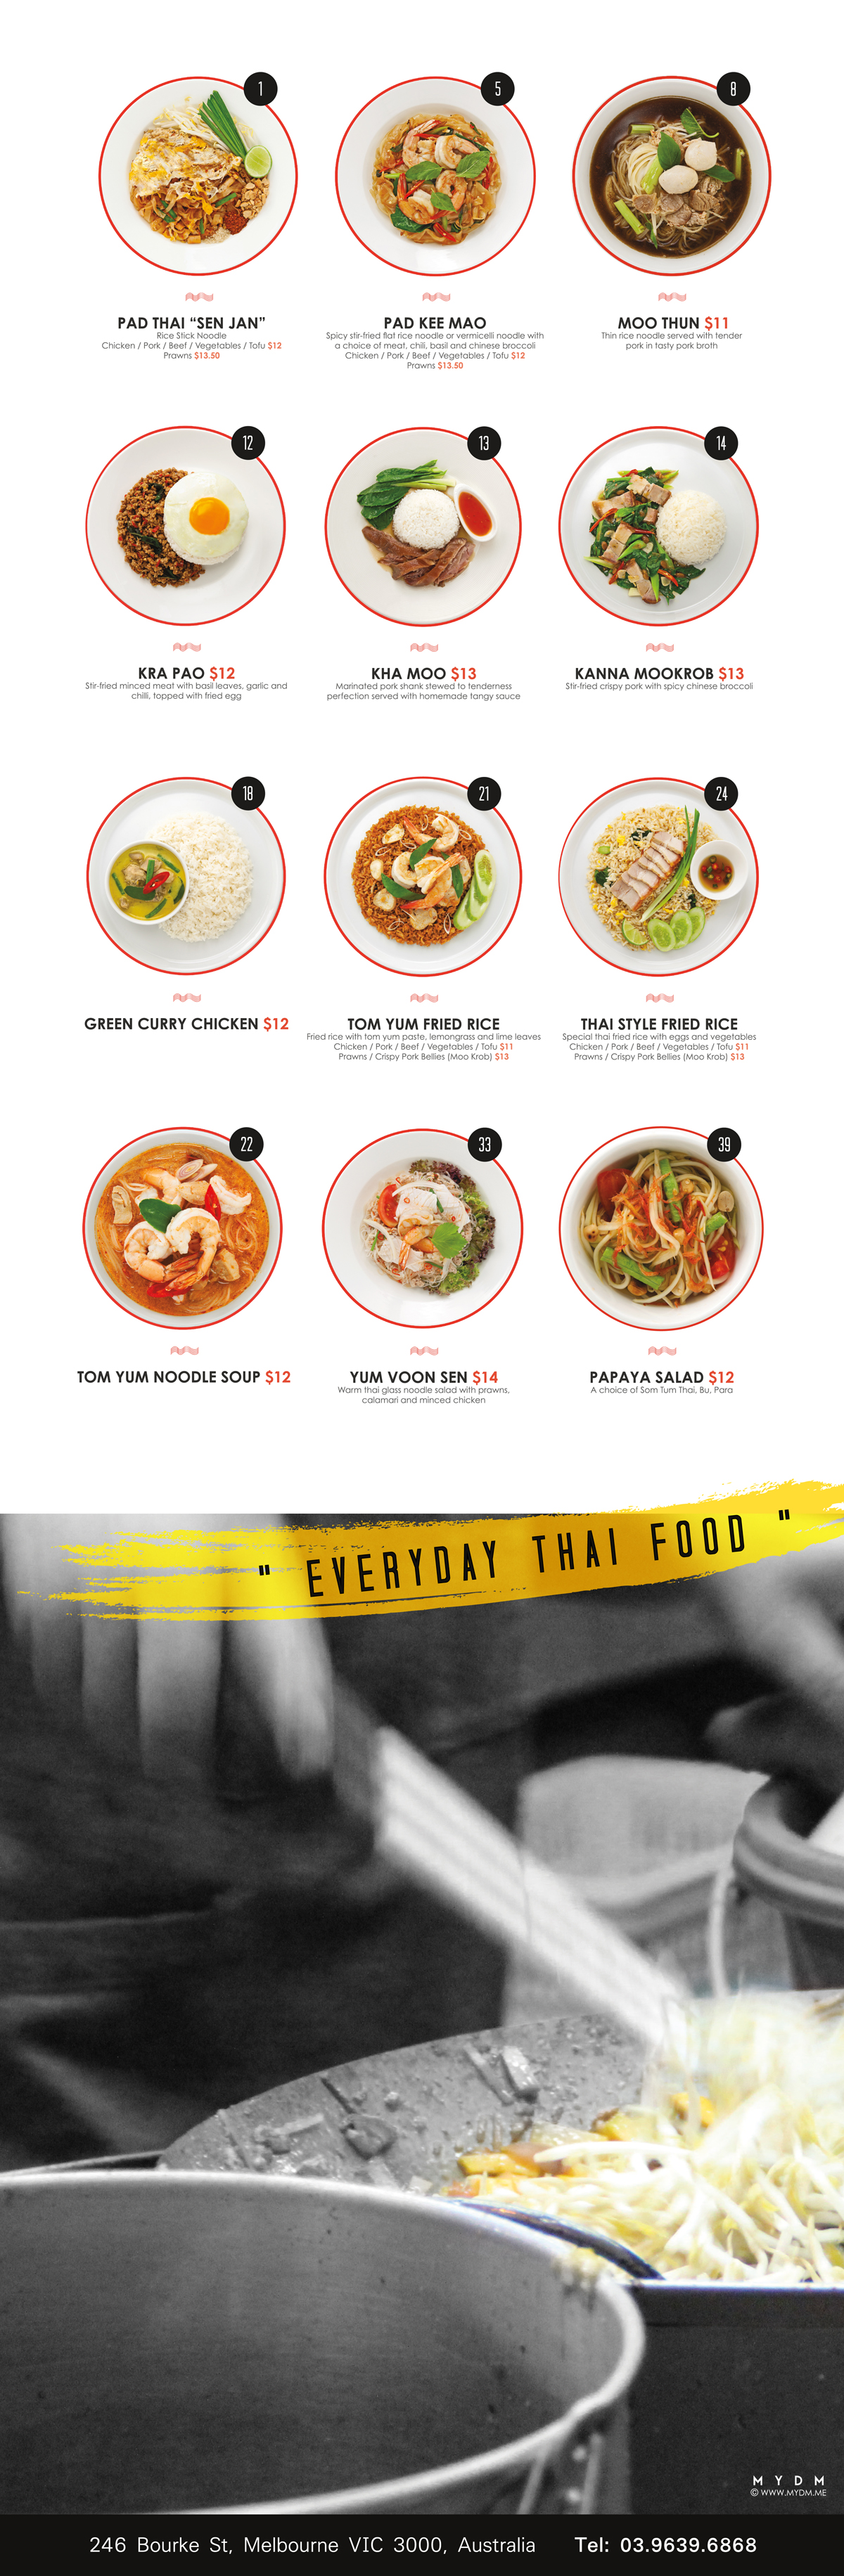 1
5
8
PAD THAI “SEN JAN”
Rice Stick Noodle
Chicken / Pork / Beef / Vegetables / Tofu $12
Prawns $13.50
PAD KEE MAO
Spicy stir-fried flat rice noodle or vermicelli noodle with
a choice of meat, chili, basil and chinese broccoli
Chicken / Pork / Beef / Vegetables / Tofu $12
Prawns $13.50
MOO THUN $11
Thin rice noodle served with tender
pork in tasty pork broth
12
13
14
KRA PAO $12
Stir-fried minced meat with basil leaves, garlic and
chilli, topped with fried egg
KHA MOO $13
Marinated pork shank stewed to tenderness
perfection served with homemade tangy sauce
KANNA MOOKROB $13
Stir-fried crispy pork with spicy chinese broccoli
18
21
24
GREEN CURRY CHICKEN $12
TOM YUM FRIED RICE
Fried rice with tom yum paste, lemongrass and lime leaves
Chicken / Pork / Beef / Vegetables / Tofu $11
Prawns / Crispy Pork Bellies (Moo Krob) $13
THAI STYLE FRIED RICE
Special thai fried rice with eggs and vegetables
Chicken / Pork / Beef / Vegetables / Tofu $11
Prawns / Crispy Pork Bellies (Moo Krob) $13
22
33
39
TOM YUM NOODLE SOUP $12
YUM VOON SEN $14
Warm thai glass noodle salad with prawns,
calamari and minced chicken
PAPAYA SALAD $12
A choice of Som Tum Thai, Bu, Para
" EVERYDAY THAI FOOD "
MYDM
© WWW.MYDM.ME
246 Bourke St, Melbourne VIC 3000, Australia Tel: 03.9639.6868